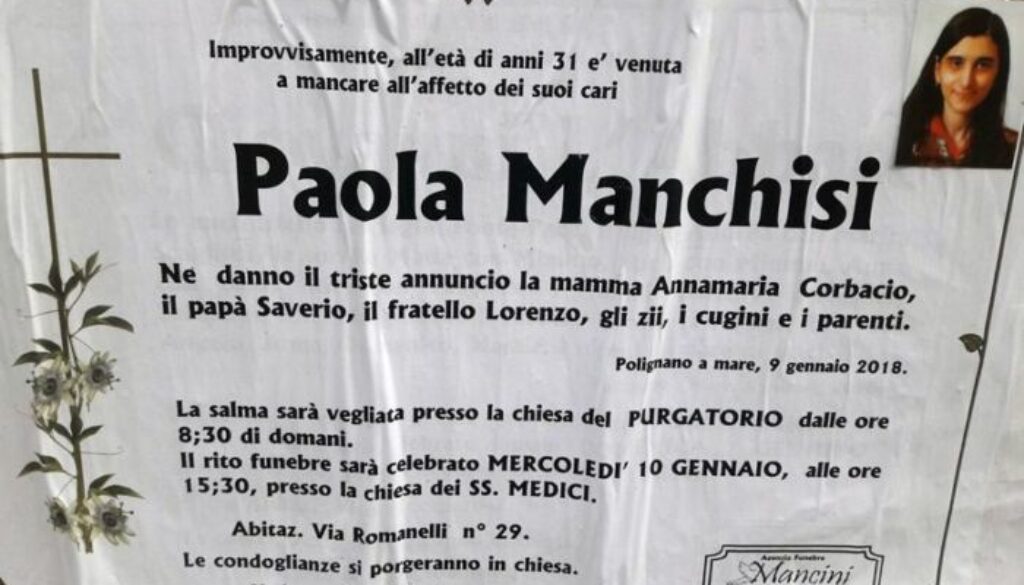 Improvvisamente, all'età di anni 31 e' venuta
a mancare all'affetto dei suoi cari
Paola Manchisi
Ne danno il triste annuncio la mamma Annamaria Corbacio,
il papà Saverio, il fratello Lorenzo, gli zii, i cugini e i parenti.
Polignano a mare, 9 gennaio 2018.
La salma sarà vegliata presso la chiesa del PURGATORIO dalle ore
8;30 di domani.
Il rito funebre sarà celebrato MERCOLEDI' 10 GENNAIO, alle ore
15;30, presso la chiesa dei SS. MEDICI.
Abitaz. Via Romanelli n° 29.
Le condoglianze si porgeranno in chiesa.
Agenzia Funebre
Mancini